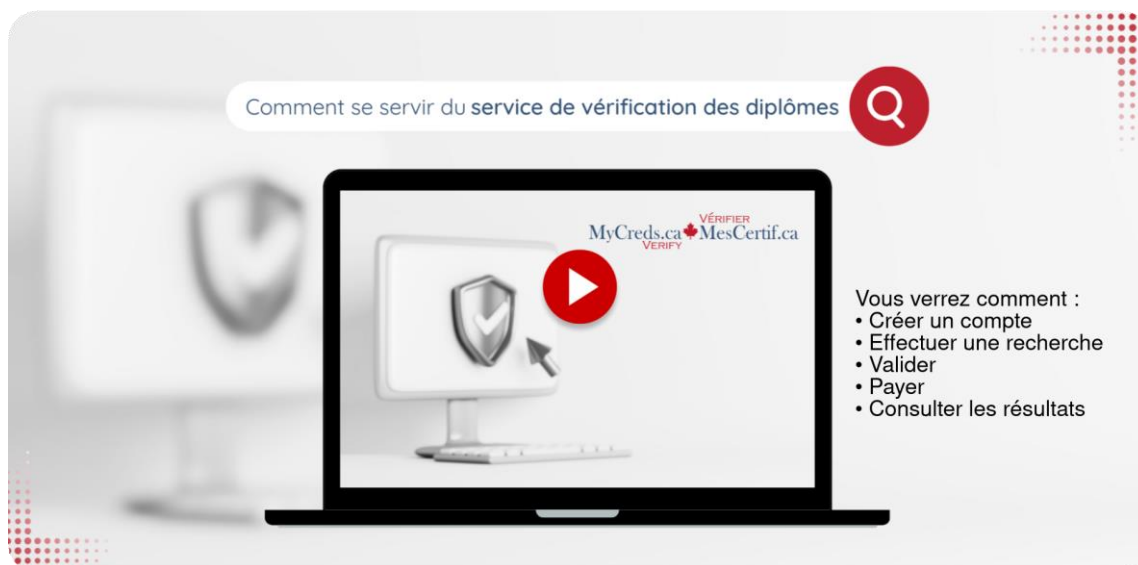 Comment se servir du service de vérification des diplômes
VÉRIFIER
MyCreds.ca MesCertif.ca
VERIFY
Vous verrez comment :
• Créer un compte
• Effectuer une recherche
• Valider
• Payer
• Consulter les résultats